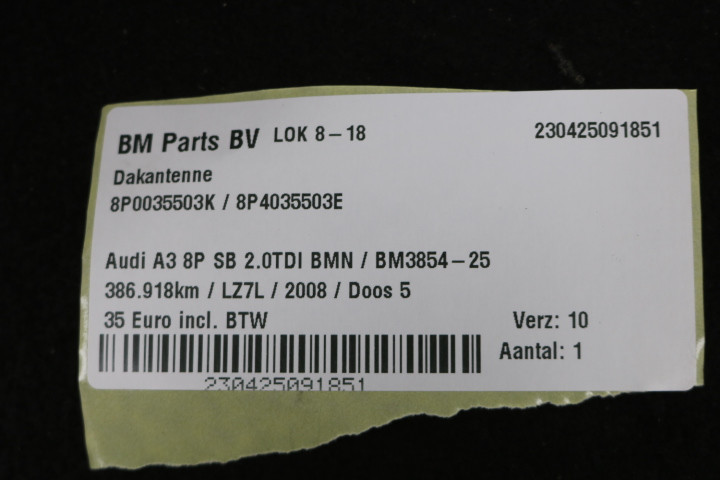 BM Parts BV LOK 8-18 230425091851
Dakantenne
8P0035503K / 8P4035503E
Audi A3 8P SB 2.0TDI BMN / BM3854-25
386.918km / LZ7L / 2008 / Doos 5
35 Euro incl. BTW Verz: 10
Aantal: 1
230425091851